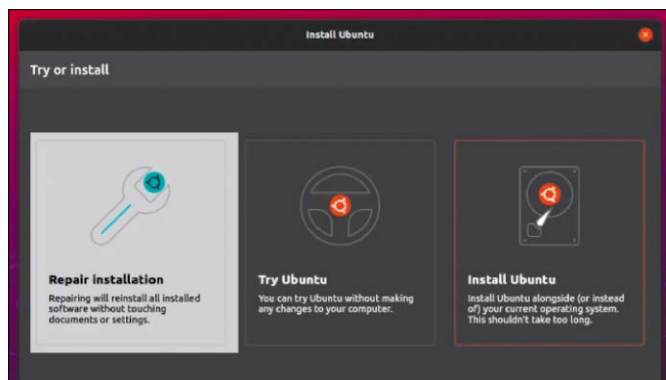 Install Ubuntu
Try or install
Repair installation
Repairing will reinstall all installed
software without touching
documents or settings.
Try Ubuntu
You can try Ubuntu without making
any changes to your computer.
Install Ubuntu
Install Ubuntu alongside (or instead
of) your current operating system.
This shouldn't take too long.